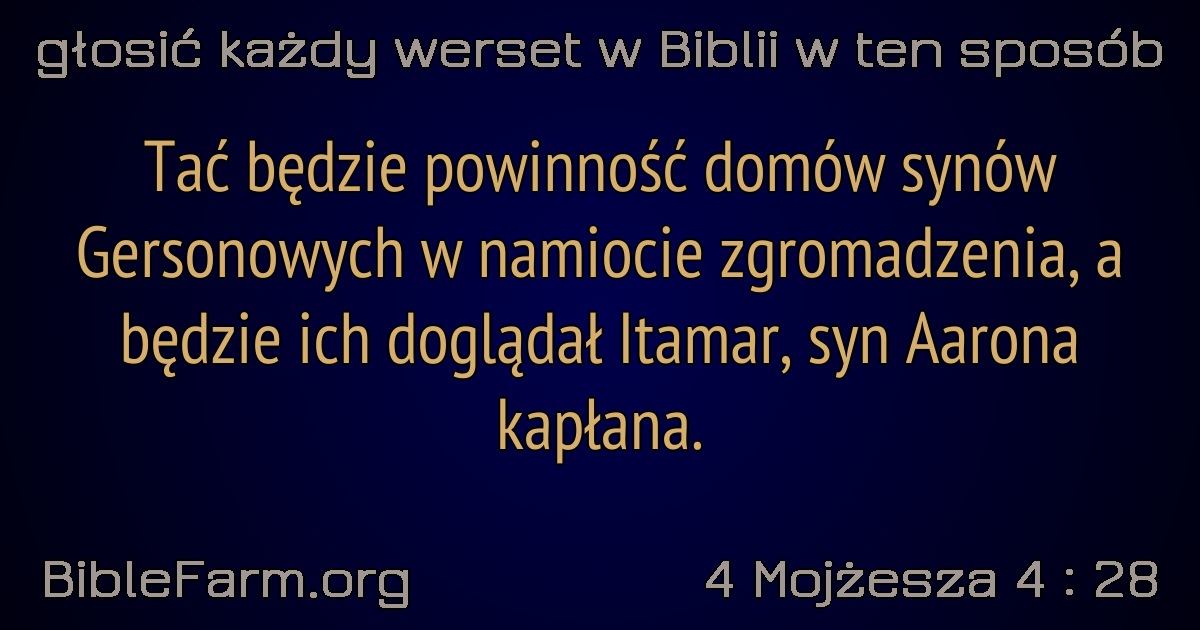 głosić każdy werset w Biblii w ten sposób
Tać będzie powinność domów synów
Gersonowych w namiocie zgromadzenia, a
będzie ich doglądał Itamar, syn Aarona
kapłana.
BibleFarm.org
4 Mojżesza 4 : 28